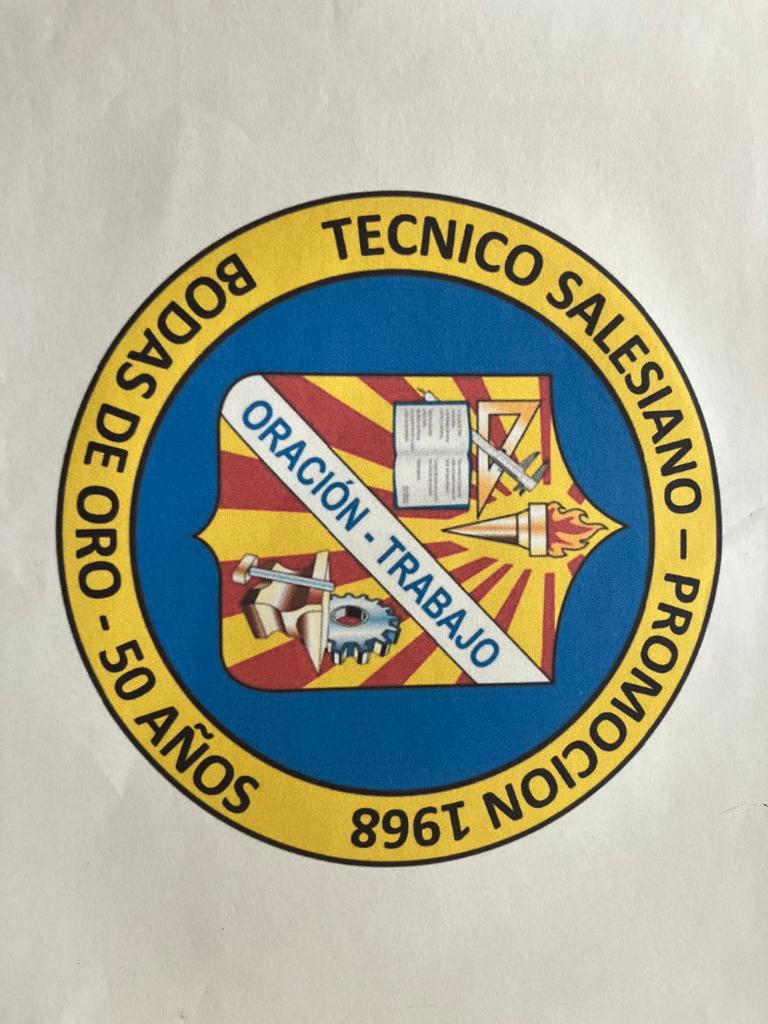 TECNICO SALESIANO – PROMOCION 1968
BODAS DE ORO - 50 AÑOS
ORACIÓN - TRABAJO